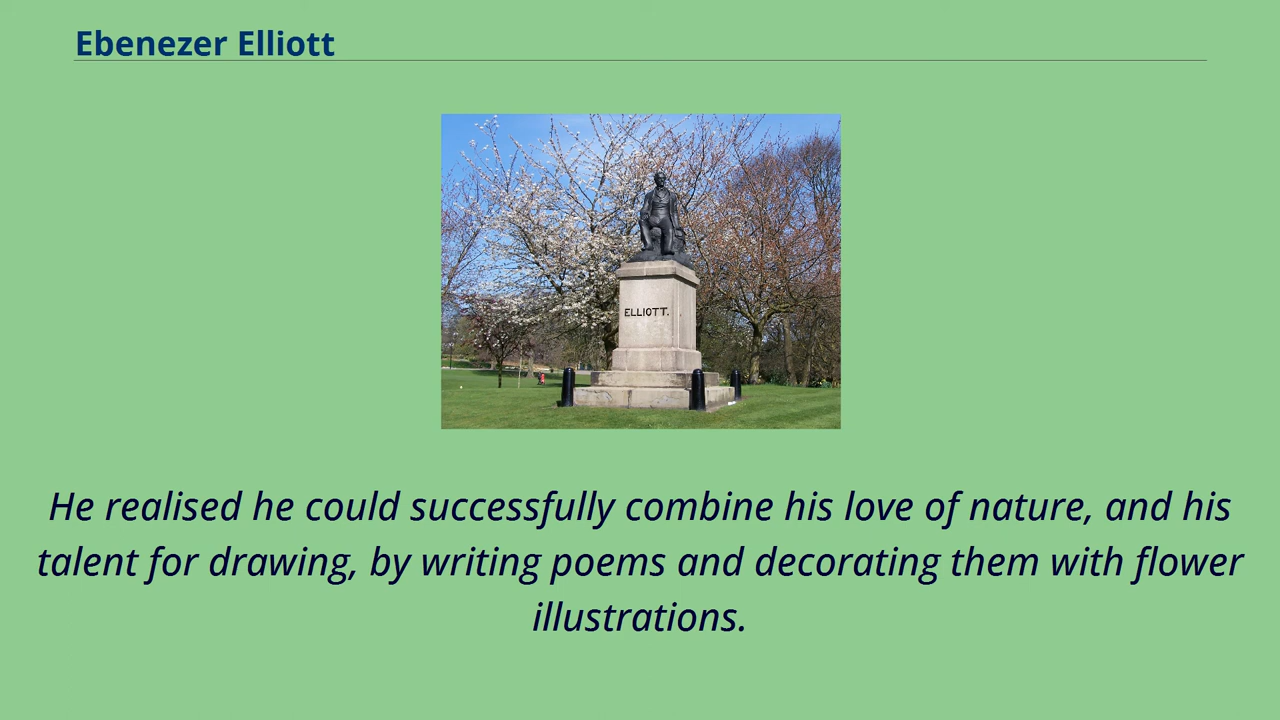 Ebenezer Elliott
ELLIOTT.
He realised he could successfully combine his love of nature, and his
talent for drawing, by writing poems and decorating them with flower
illustrations.